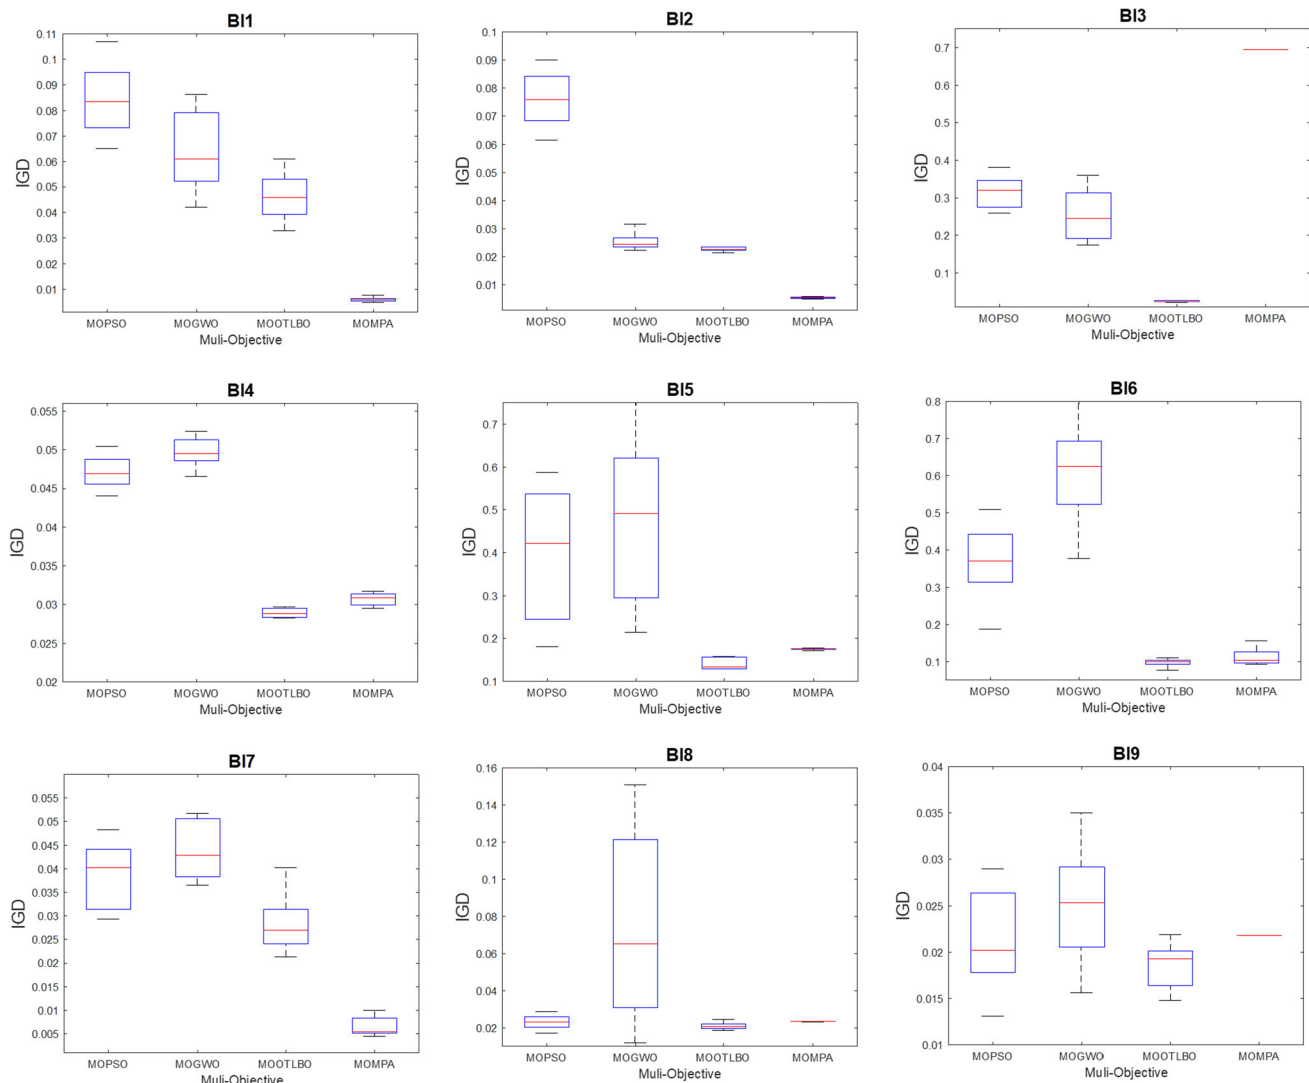 BI1
0.11
0.1
0.09
0.08
0.07
0.06
0.05
0.04
0.03
0.02
0.01
IGD
MOPSO MOGWO MOOTLBO MOMPA
Muli-Objective
BI2
0.1
0.09
0.08
0.07
0.06
0.05
0.04
0.03
0.02
0.01
IGD
MOPSO MOGWO MOOTLBO MOMPA
Muli-Objective
BI3
0.7
0.6
0.5
0.4
0.3
0.2
0.1
IGD
MOPSO MOGWO MOOTLBO MOMPA
Muli-Objective
BI4
0.055
0.05
0.045
0.04
0.035
0.03
0.025
0.02
IGD
MOPSO MOGWO MOOTLBO MOMPA
Muli-Objective
BI5
0.7
0.6
0.5
0.4
0.3
0.2
0.1
IGD
MOPSO MOGWO MOOTLBO MOMPA
Muli-Objective
BI6
0.8
0.7
0.6
0.5
0.4
0.3
0.2
0.1
IGD
MOPSO MOGWO MOOTLBO MOMPA
Muli-Objective
BI7
0.055
0.05
0.045
0.04
0.035
0.03
0.025
0.02
0.015
0.01
0.005
IGD
MOPSO MOGWO MOOTLBO MOMPA
Muli-Objective
BI8
0.16
0.14
0.12
0.1
0.08
0.06
0.04
0.02
IGD
MOPSO MOGWO MOOTLBO MOMPA
Muli-Objective
BI9
0.04
0.035
0.03
0.025
0.02
0.015
0.01
IGD
MOPSO MOGWO MOOTLBO MOMPA
Muli-Objective